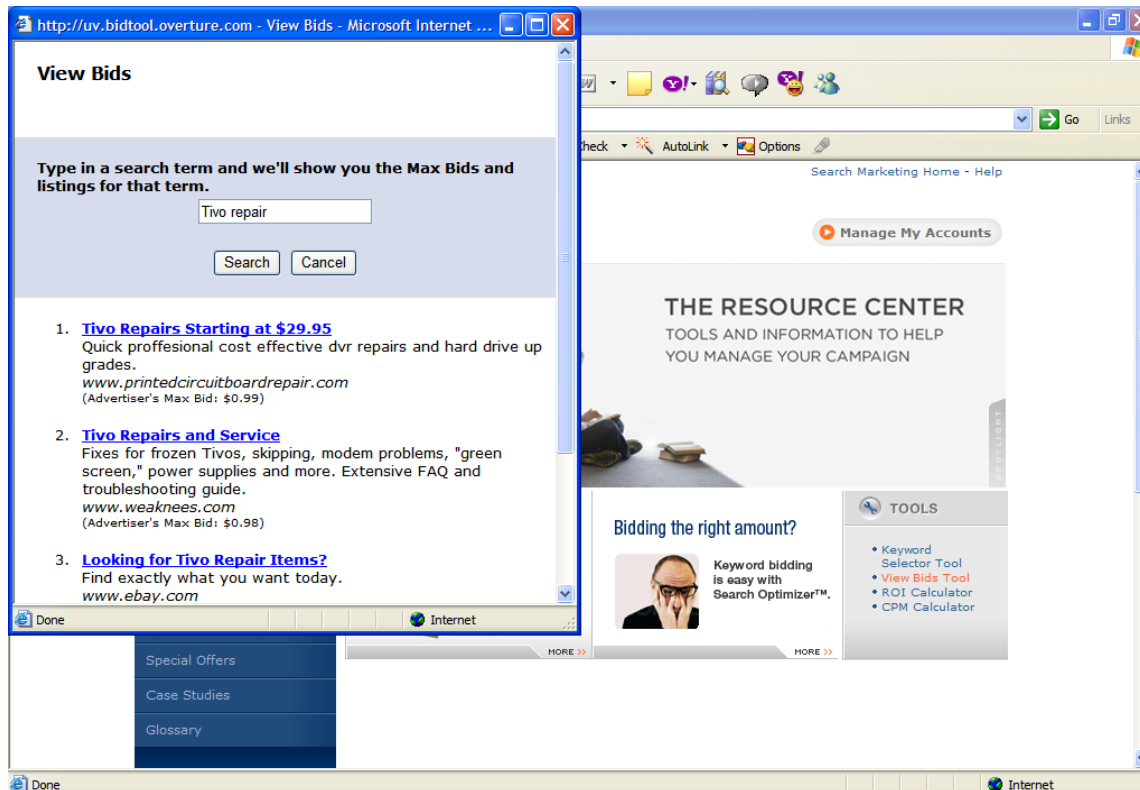 http://uv.bidtool.overture.com - View Bids - Microsoft Internet ...
View Bids
Type in a search term and we'll show you the Max Bids and
listings for that term.
Tivo repair
Search Cancel
1. Tivo Repairs Starting at $29.95
Quick proffesional cost effective dvr repairs and hard drive up
grades.
www.printedcircuitboardrepair.com
(Advertiser's Max Bid: $0.99)
2. Tivo Repairs and Service
Fixes for frozen Tivos, skipping, modem problems, "green
screen," power supplies and more. Extensive FAQ and
troubleshooting guide.
www.weaknees.com
(Advertiser's Max Bid: $0.98)
3. Looking for Tivo Repair Items?
Find exactly what you want today.
www.ebay.com
Done Internet
Go Links
AutoLink Options
Search Marketing Home - Help
Manage My Accounts
THE RESOURCE CENTER
TOOLS AND INFORMATION TO HELP
YOU MANAGE YOUR CAMPAIGN
SPOTLIGHT
Bidding the right amount?
Keyword bidding
is easy with
Search Optimizer™.
MORE >>
MORE >>
TOOLS
• Keyword
Selector Tool
• View Bids Tool
• ROI Calculator
• CPM Calculator
Special Offers
Case Studies
Glossary
Done Internet